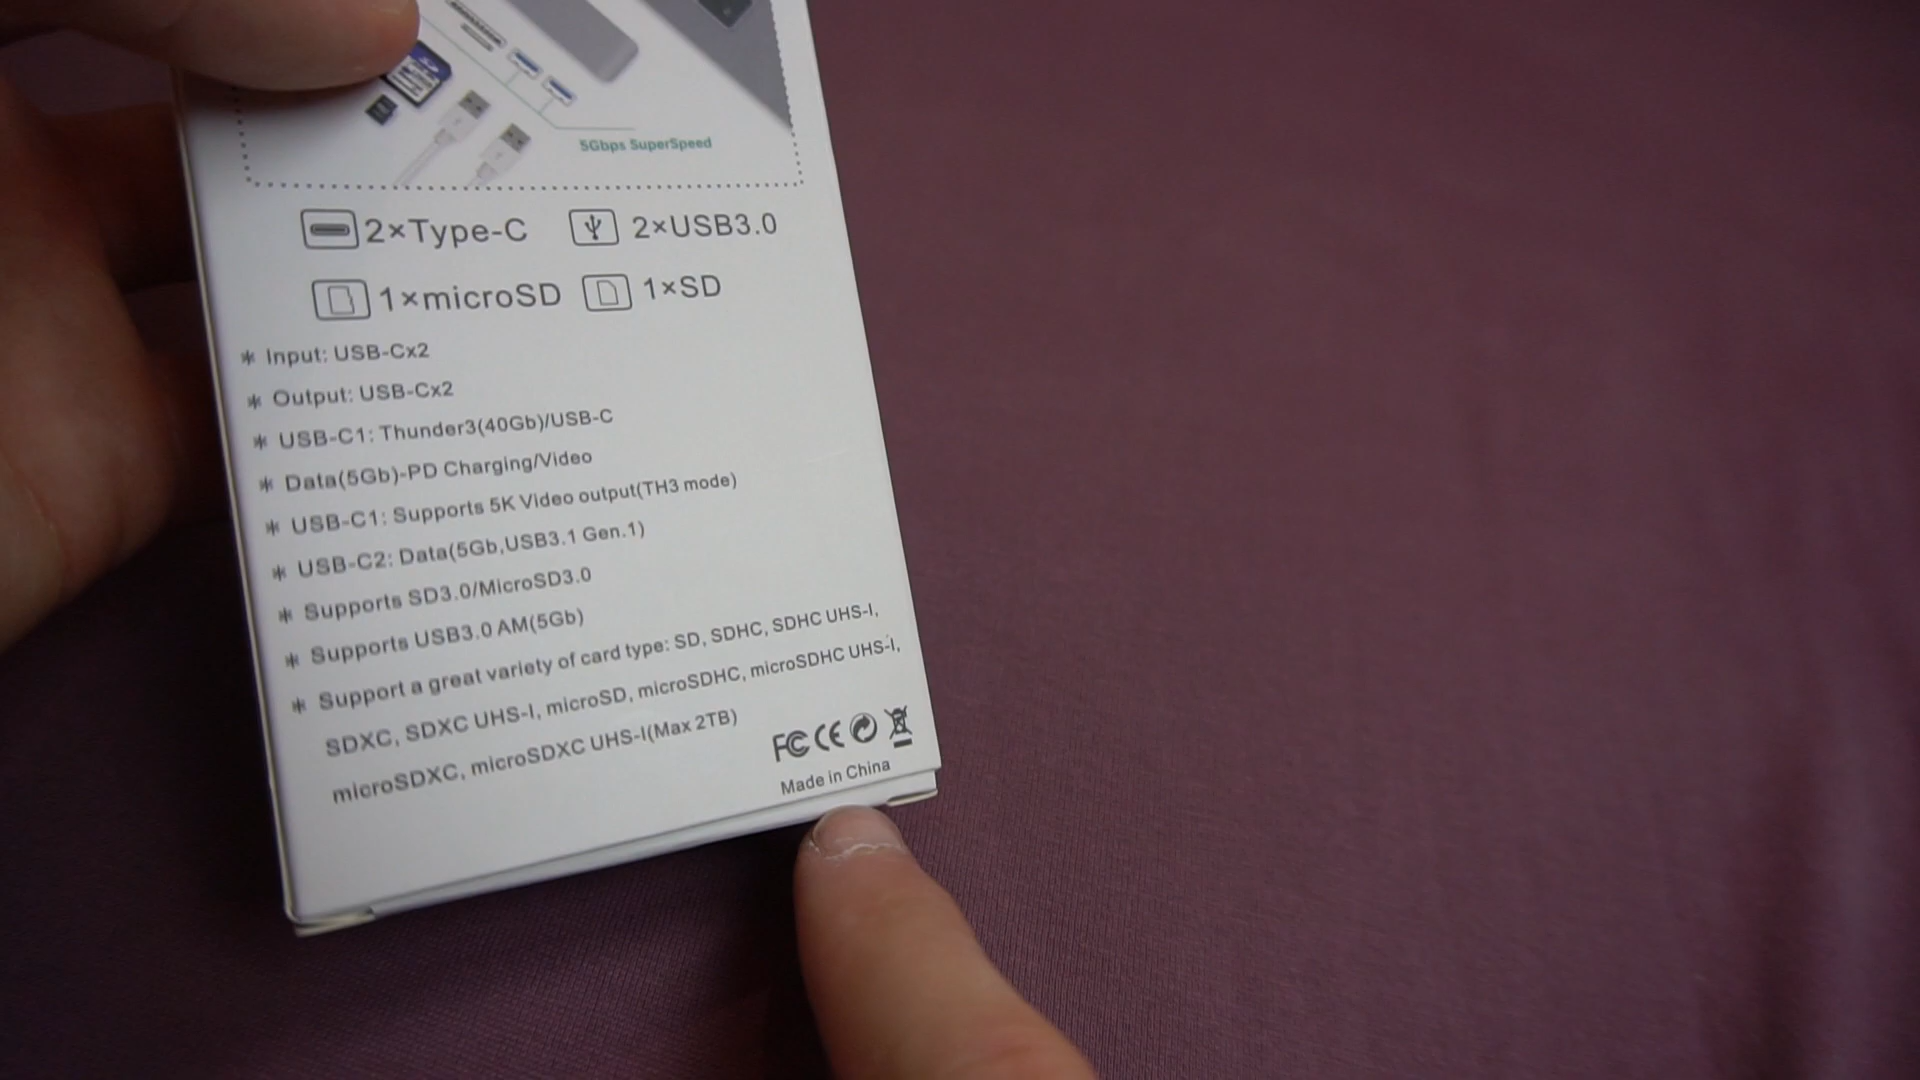 5Gbps SuperSpeed
2×Type-C 2×USB3.0
1×microSD 1×SD
* Input: USB-Cx2
* Output: USB-Cx2
* USB-C1: Thunder3(40Gb)/USB-C
* Data(5Gb)-PD Charging/Video
* USB-C1: Supports 5K Video output(TH3 mode)
* USB-C2: Data(5Gb,USB3.1 Gen.1)
* Supports SD3.0/MicroSD3.0
* Supports USB3.0 AM(5Gb)
* Support a great variety of card type: SD, SDHC, SDHC UHS-I,
SDXC, SDXC UHS-I, microSD, microSDHC, microSDHC UHS-I,
microSDXC, microSDXC UHS-I(Max 2TB)
FC CE
Made in China